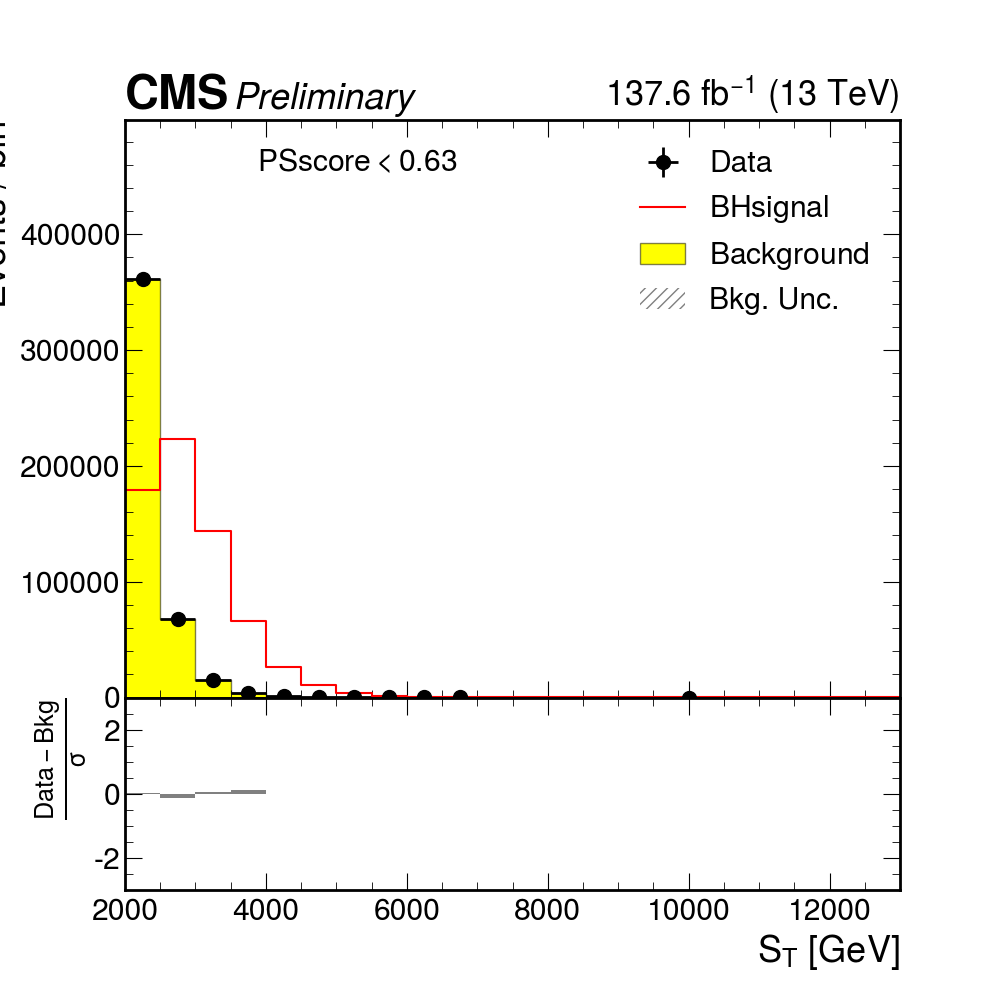 CMS Preliminary 137.6 fb⁻¹ (13 TeV)
PSscore < 0.63
Data
BHsignal
Background
Bkg. Unc.
400000
300000
200000
100000
0
Data − Bkg
σ
2
0
-2
2000 4000 6000 8000 10000 12000
S_T [GeV]